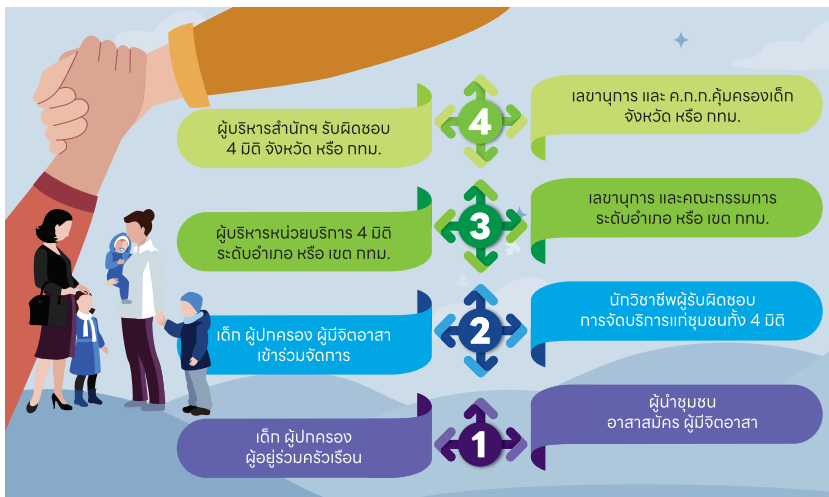 ผู้บริหารสำนักฯ รับผิดชอบ
4 มิติ จังหวัด หรือ กทม.
4
เลขานุการ และ ค.ก.ก.คุ้มครองเด็ก
จังหวัด หรือ กทม.
ผู้บริหารหน่วยบริการ 4 มิติ
ระดับอำเภอ หรือ เขต กทม.
3
เลขานุการ และคณะกรรมการ
ระดับอำเภอ หรือ เขต กทม.
เด็ก ผู้ปกครอง ผู้มีจิตอาสา
เข้าร่วมจัดการ
2
นักวิชาชีพผู้รับผิดชอบ
การจัดบริการแก่ชุมชนทั้ง 4 มิติ
เด็ก ผู้ปกครอง
ผู้อยู่ร่วมครัวเรือน
1
ผู้นำชุมชน
อาสาสมัคร ผู้มีจิตอาสา